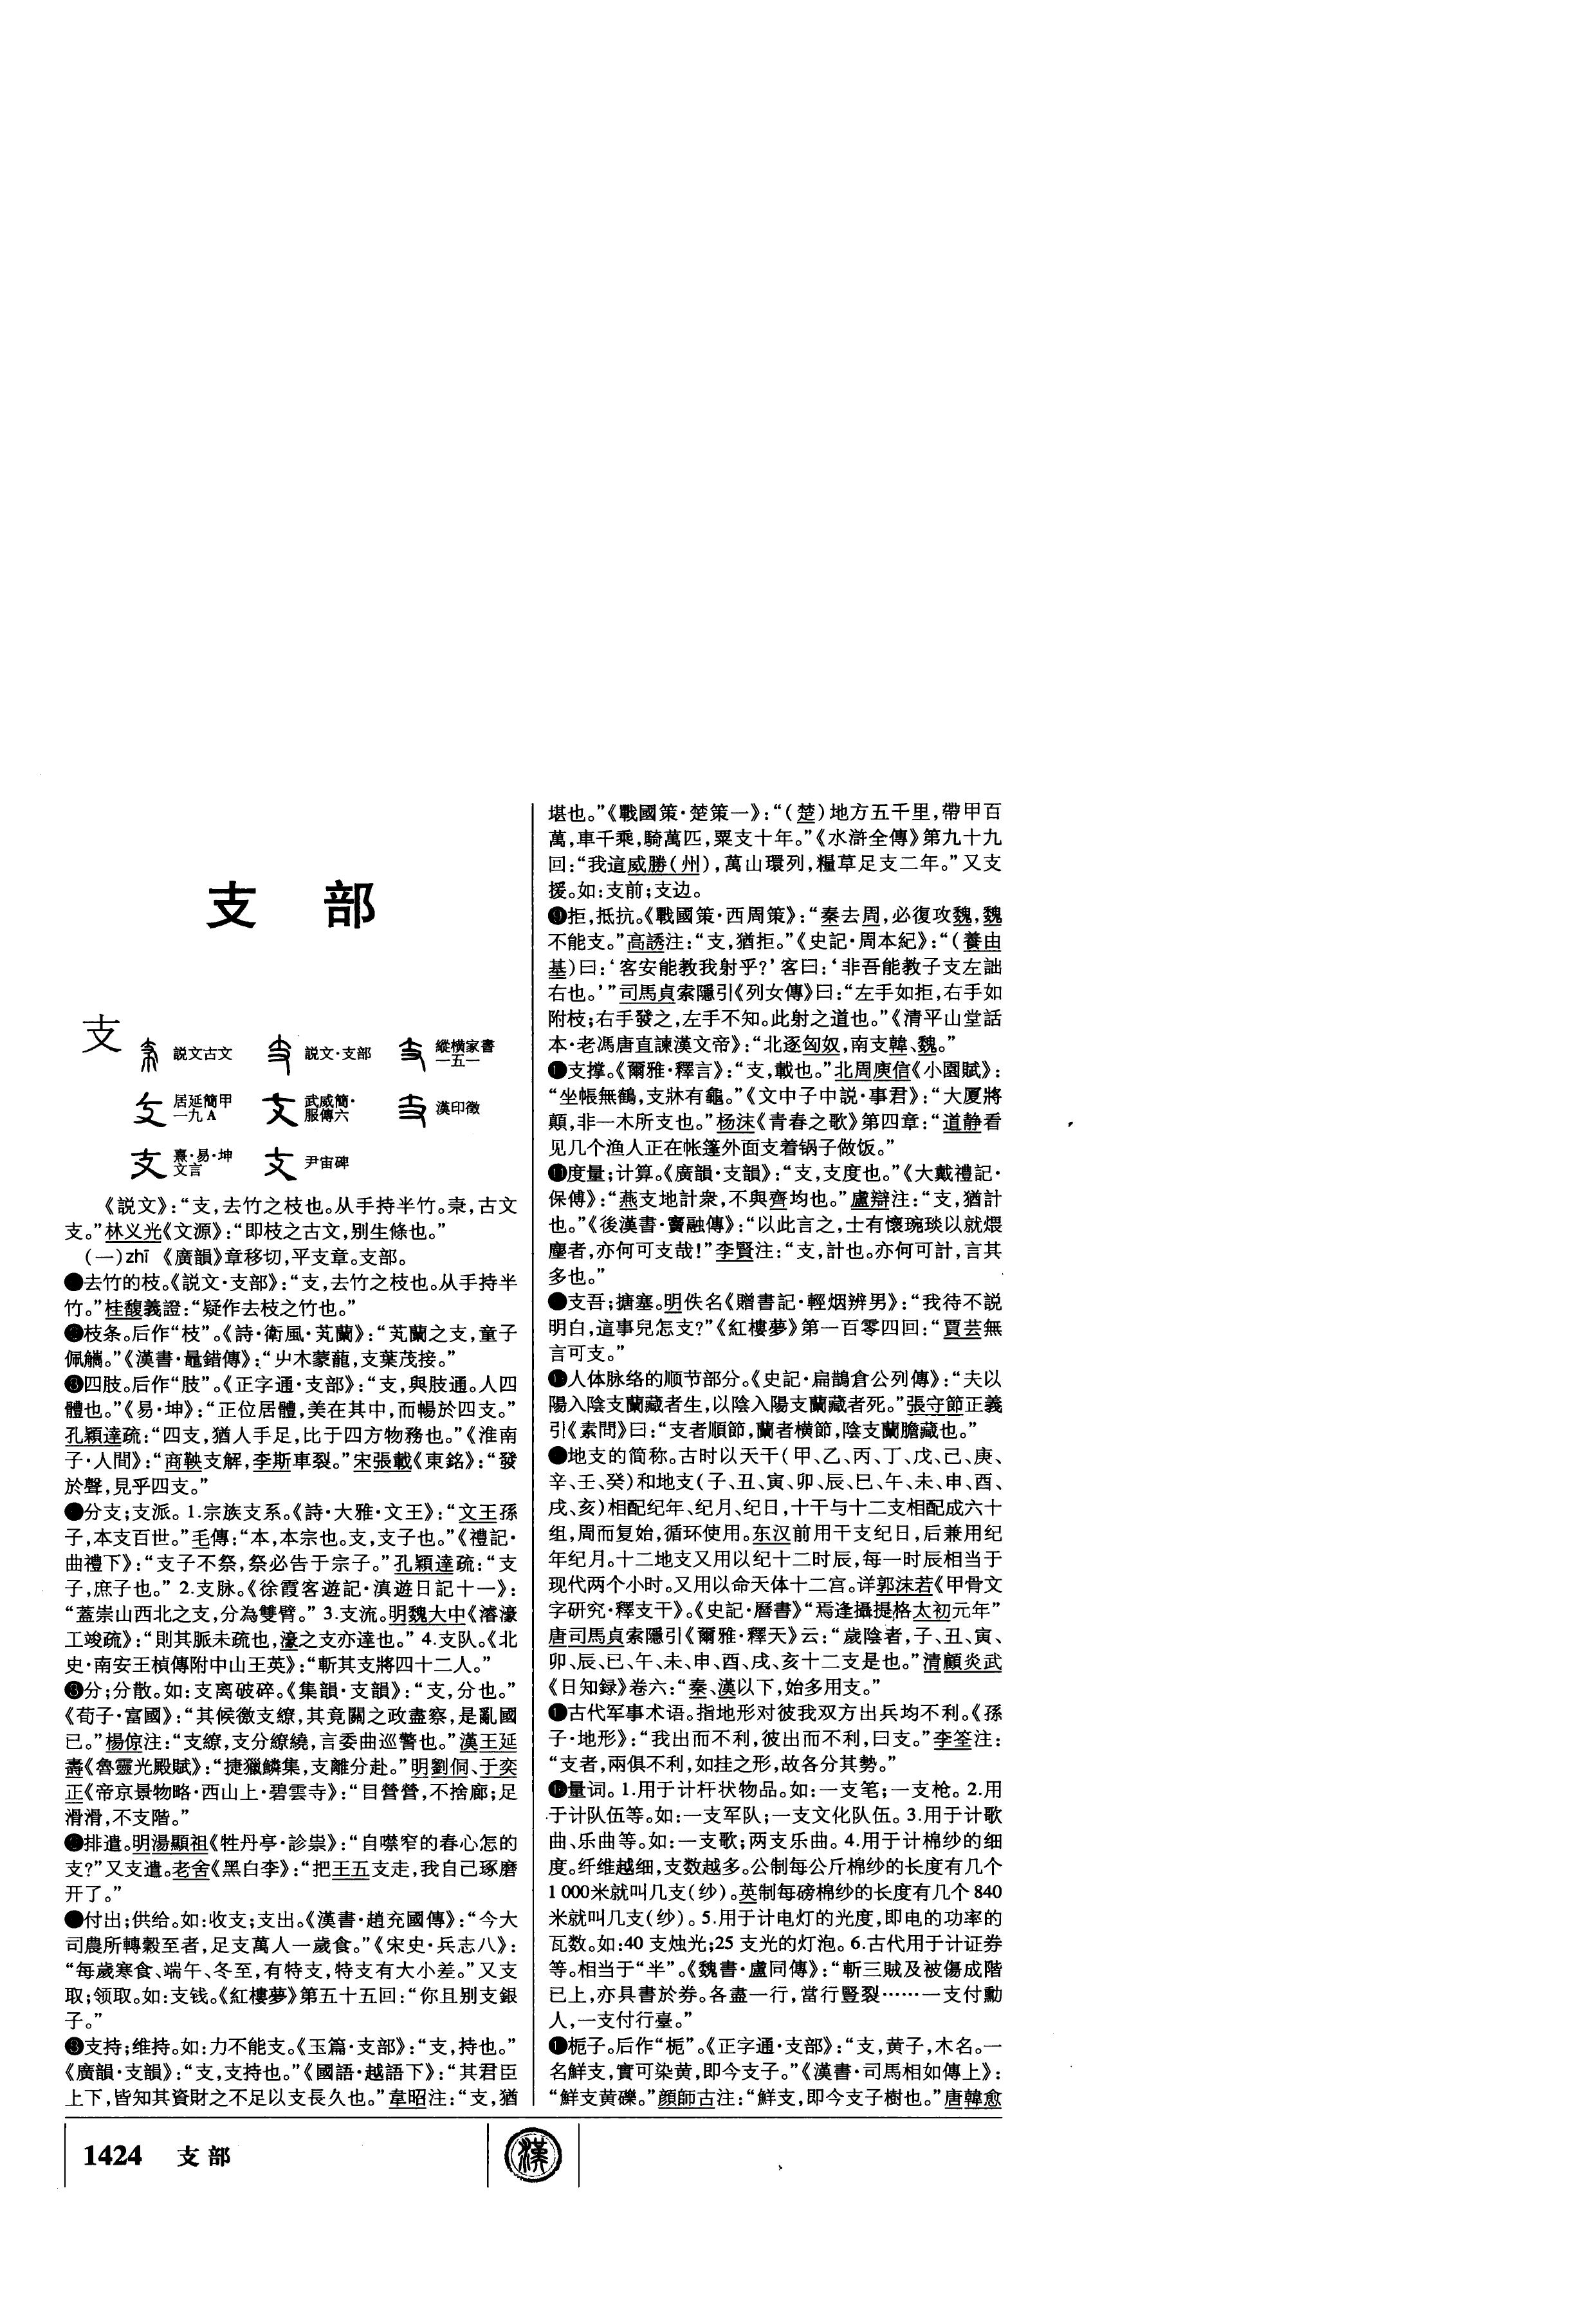 支　部
支
説文古文
説文·支部
縱橫家書
一五一
居延簡甲
一九A
武威簡·
服傳六
漢印徵
熹·易·坤
文言
尹宙碑
《説文》：“支，去竹之枝也。从手持半竹。𠦙，古文
支。”林义光《文源》：“即枝之古文，别生條也。”
(一)zhī 《廣韻》章移切，平支章。支部。
去竹的枝。《説文·支部》：“支，去竹之枝也。从手持半
竹。”桂馥義證：“疑作去枝之竹也。”
❷枝条。后作“枝”。《詩·衛風·芄蘭》：“芄蘭之支，童子
佩觿。”《漢書·鼂錯傳》：“屮木蒙蘢，支葉茂接。”
❸四肢。后作“肢”。《正字通·支部》：“支，與肢通。人四
體也。”《易·坤》：“正位居體，美在其中，而暢於四支。”
孔穎達疏：“四支，猶人手足，比于四方物務也。”《淮南
子·人間》：“商鞅支解，李斯車裂。”宋張載《東銘》：“發
於聲，見乎四支。”
分支；支派。1.宗族支系。《詩·大雅·文王》：“文王孫
子，本支百世。”毛傳：“本，本宗也。支，支子也。”《禮記·
曲禮下》：“支子不祭，祭必告于宗子。”孔穎達疏：“支
子，庶子也。”2.支脉。《徐霞客遊記·滇遊日記十一》：
“蓋崇山西北之支，分為雙臂。”3.支流。明魏大中《濬濠
工竣疏》：“則其脈未疏也，濠之支亦達也。”4.支队。《北
史·南安王楨傳附中山王英》：“斬其支將四十二人。”
分；分散。如：支离破碎。《集韻·支韻》：“支，分也。”
《荀子·富國》：“其候徼支繚，其竟關之政盡察，是亂國
已。”楊倞注：“支繚，支分繚繞，言委曲巡警也。”漢王延
壽《魯靈光殿賦》：“捷獵鱗集，支離分赴。”明劉侗、于奕
正《帝京景物略·西山上·碧雲寺》：“目營營，不捨廊；足
滑滑，不支階。”
排遣。明湯顯祖《牡丹亭·診祟》：“自噤窄的春心怎的
支？”又支遣。老舍《黑白李》：“把王五支走，我自己琢磨
开了。”
付出；供给。如：收支；支出。《漢書·趙充國傳》：“今大
司農所轉穀至者，足支萬人一歲食。”《宋史·兵志八》：
“每歲寒食、端午、冬至，有特支，特支有大小差。”又支
取；领取。如：支钱。《紅樓夢》第五十五回：“你且别支銀
子。”
❽支持；维持。如：力不能支。《玉篇·支部》：“支，持也。”
《廣韻·支韻》：“支，支持也。”《國語·越語下》：“其君臣
上下，皆知其資財之不足以支長久也。”韋昭注：“支，猶
堪也。”《戰國策·楚策一》：“(楚)地方五千里，帶甲百
萬，車千乘，騎萬匹，粟支十年。”《水滸全傳》第九十九
回：“我這威勝(州)，萬山環列，糧草足支二年。”又支
援。如：支前；支边。
❾拒，抵抗。《戰國策·西周策》：“秦去周，必復攻魏，魏
不能支。”高誘注：“支，猶拒。”《史記·周本紀》：“(養由
基)曰：‘客安能教我射乎？’客曰：‘非吾能教子支左詘
右也。’”司馬貞索隱引《列女傳》曰：“左手如拒，右手如
附枝；右手發之，左手不知。此射之道也。”《清平山堂話
本·老馮唐直諫漢文帝》：“北逐匈奴，南支韓、魏。”
支撑。《爾雅·釋言》：“支，載也。”北周庾信《小園賦》：
“坐帳無鶴，支牀有龜。”《文中子中説·事君》：“大厦將
顛，非一木所支也。”杨沫《青春之歌》第四章：“道静看
见几个渔人正在帐篷外面支着锅子做饭。”
⓫度量；计算。《廣韻·支韻》：“支，支度也。”《大戴禮記·
保傅》：“燕支地計衆，不與齊均也。”盧辯注：“支，猶計
也。”《後漢書·竇融傳》：“以此言之，士有懷琬琰以就煨
塵者，亦何可支哉！”李賢注：“支，計也。亦何可計，言其
多也。”
支吾；搪塞。明佚名《贈書記·輕烟辨男》：“我待不説
明白，這事兒怎支？”《紅樓夢》第一百零四回：“賈芸無
言可支。”
人体脉络的顺节部分。《史記·扁鵲倉公列傳》：“夫以
陽入陰支蘭藏者生，以陰入陽支蘭藏者死。”張守節正義
引《素問》曰：“支者順節，蘭者横節，陰支蘭膽藏也。”
地支的简称。古时以天干(甲、乙、丙、丁、戊、己、庚、
辛、壬、癸)和地支(子、丑、寅、卯、辰、巳、午、未、申、酉、
戌、亥)相配纪年、纪月、纪日，十干与十二支相配成六十
组，周而复始，循环使用。东汉前用干支纪日，后兼用纪
年纪月。十二地支又用以纪十二时辰，每一时辰相当于
现代两个小时。又用以命天体十二宫。详郭沫若《甲骨文
字研究·釋支干》。《史記·曆書》“焉逢攝提格太初元年”
唐司馬貞索隱引《爾雅·釋天》云：“歲陰者，子、丑、寅、
卯、辰、巳、午、未、申、酉、戌、亥十二支是也。”清顧炎武
《日知録》卷六：“秦、漢以下，始多用支。”
古代军事术语。指地形对彼我双方出兵均不利。《孫
子·地形》：“我出而不利，彼出而不利，曰支。”李筌注：
“支者，兩俱不利，如挂之形，故各分其勢。”
量词。1.用于计杆状物品。如：一支笔；一支枪。2.用
于计队伍等。如：一支军队；一支文化队伍。3.用于计歌
曲、乐曲等。如：一支歌；两支乐曲。4.用于计棉纱的细
度。纤维越细，支数越多。公制每公斤棉纱的长度有几个
1 000米就叫几支(纱)。英制每磅棉纱的长度有几个 840
米就叫几支(纱)。5.用于计电灯的光度，即电的功率的
瓦数。如：40 支烛光；25 支光的灯泡。6.古代用于计证券
等。相当于“半”。《魏書·盧同傳》：“斬三賊及被傷成階
已上，亦具書於券。各盡一行，當行豎裂……一支付勳
人，一支付行臺。”
栀子。后作“栀”。《正字通·支部》：“支，黄子，木名。一
名鮮支，實可染黄，即今支子。”《漢書·司馬相如傳上》：
“鮮支黄礫。”顔師古注：“鮮支，即今支子樹也。”唐韓愈
1424　支部
漢